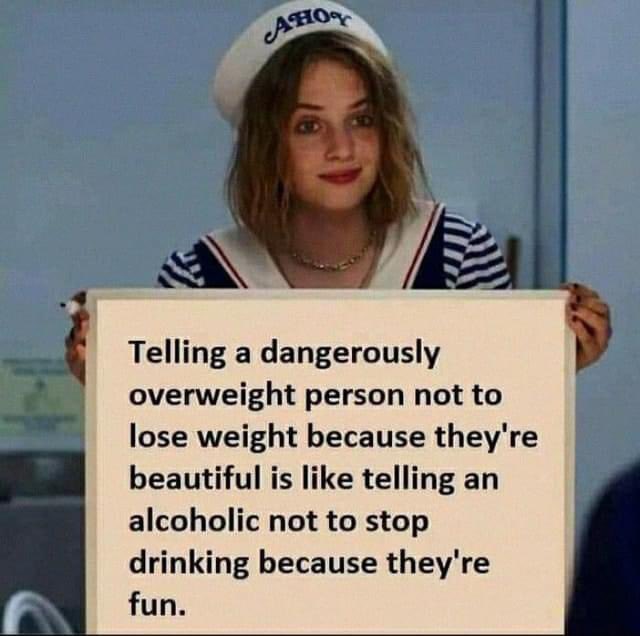 AHOY
Telling a dangerously
overweight person not to
lose weight because they're
beautiful is like telling an
alcoholic not to stop
drinking because they're
fun.